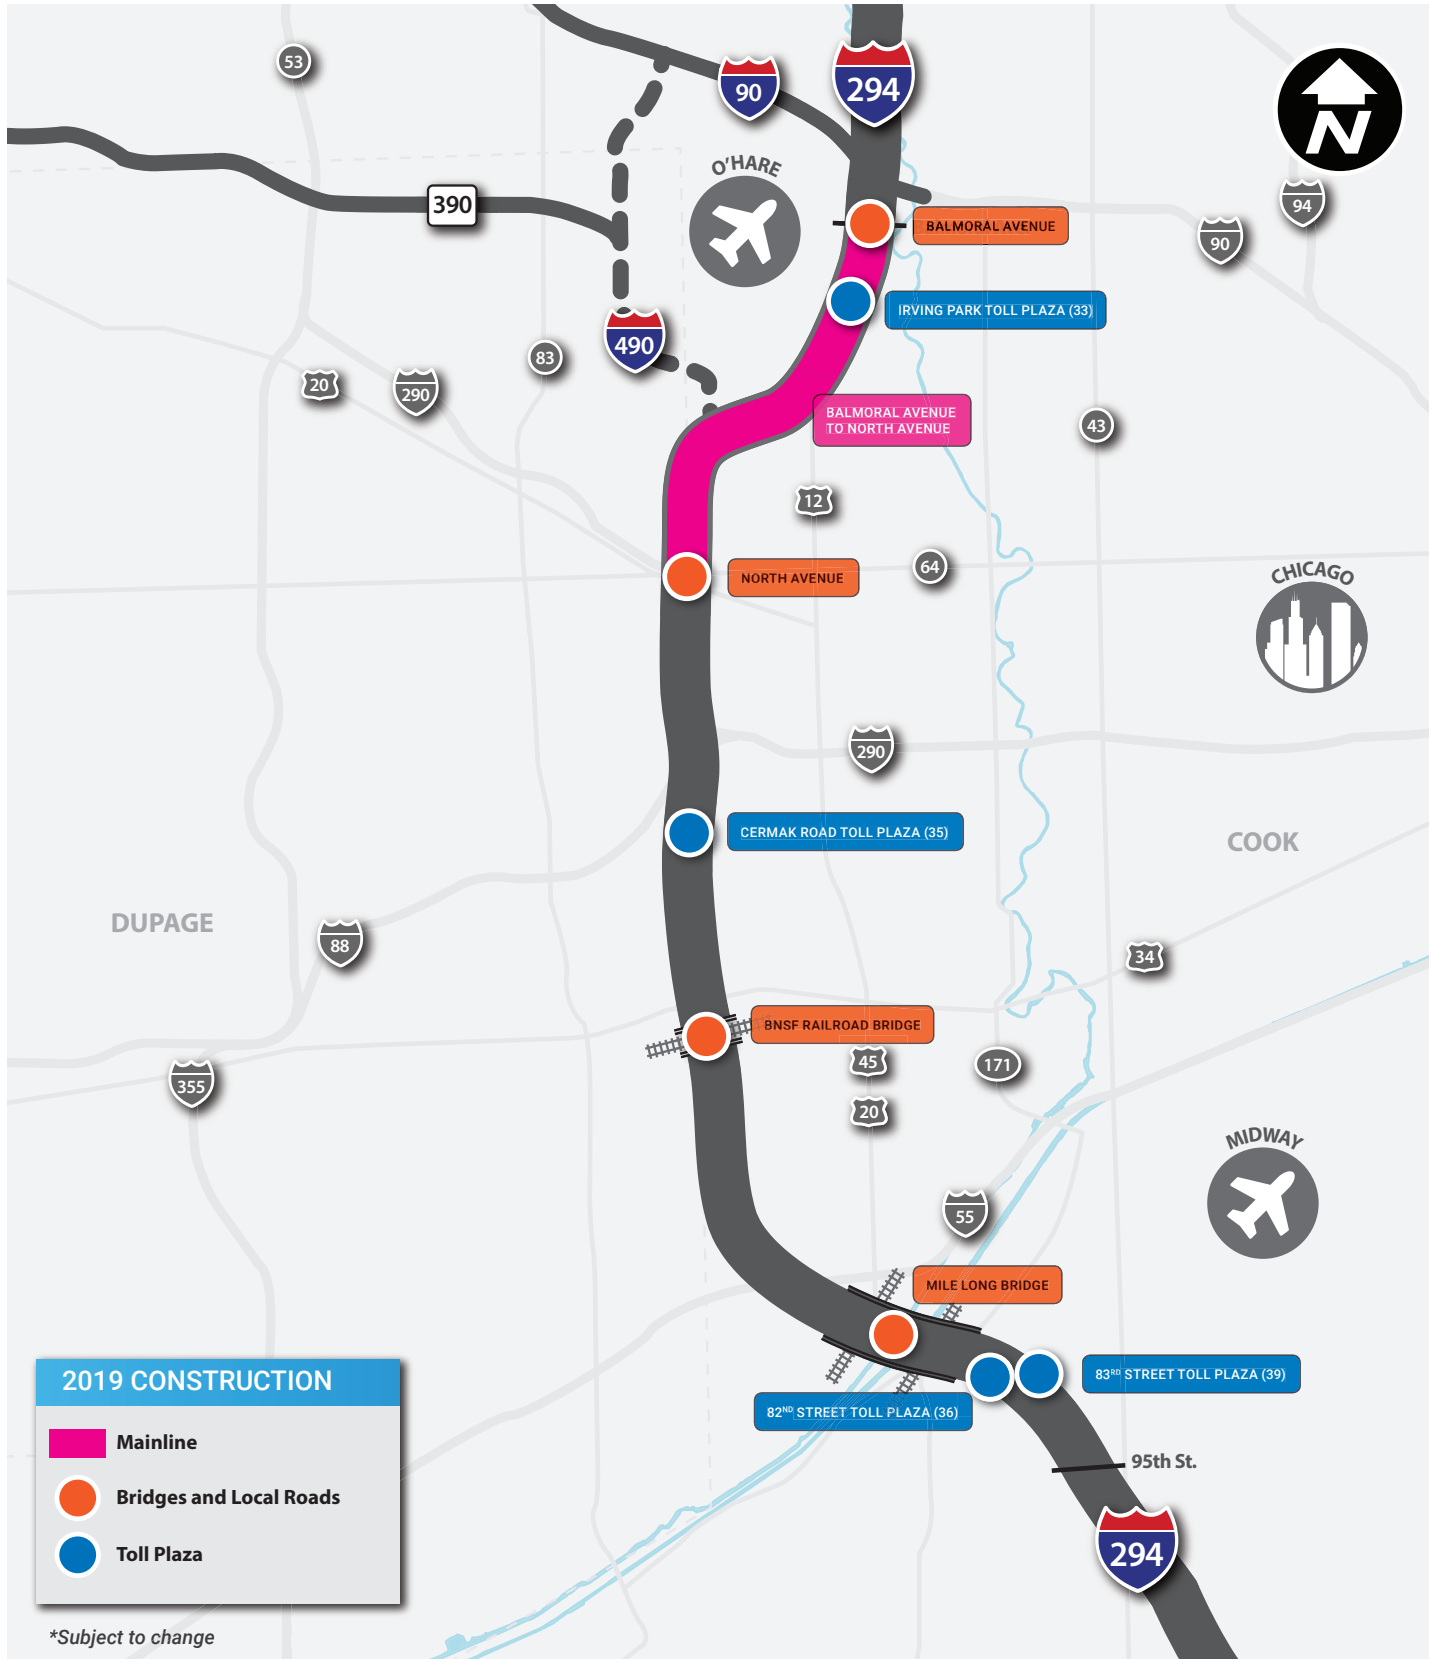 53
90
294
N
O'HARE
390
94
90
BALMORAL AVENUE
IRVING PARK TOLL PLAZA (33)
490
83
20
290
BALMORAL AVENUE
TO NORTH AVENUE
43
12
64
NORTH AVENUE
CHICAGO
290
CERMAK ROAD TOLL PLAZA (35)
COOK
DUPAGE
88
34
BNSF RAILROAD BRIDGE
45
171
355
20
MIDWAY
55
MILE LONG BRIDGE
83RD STREET TOLL PLAZA (39)
82ND STREET TOLL PLAZA (36)
95th St.
294
2019 CONSTRUCTION
Mainline
Bridges and Local Roads
Toll Plaza
*Subject to change